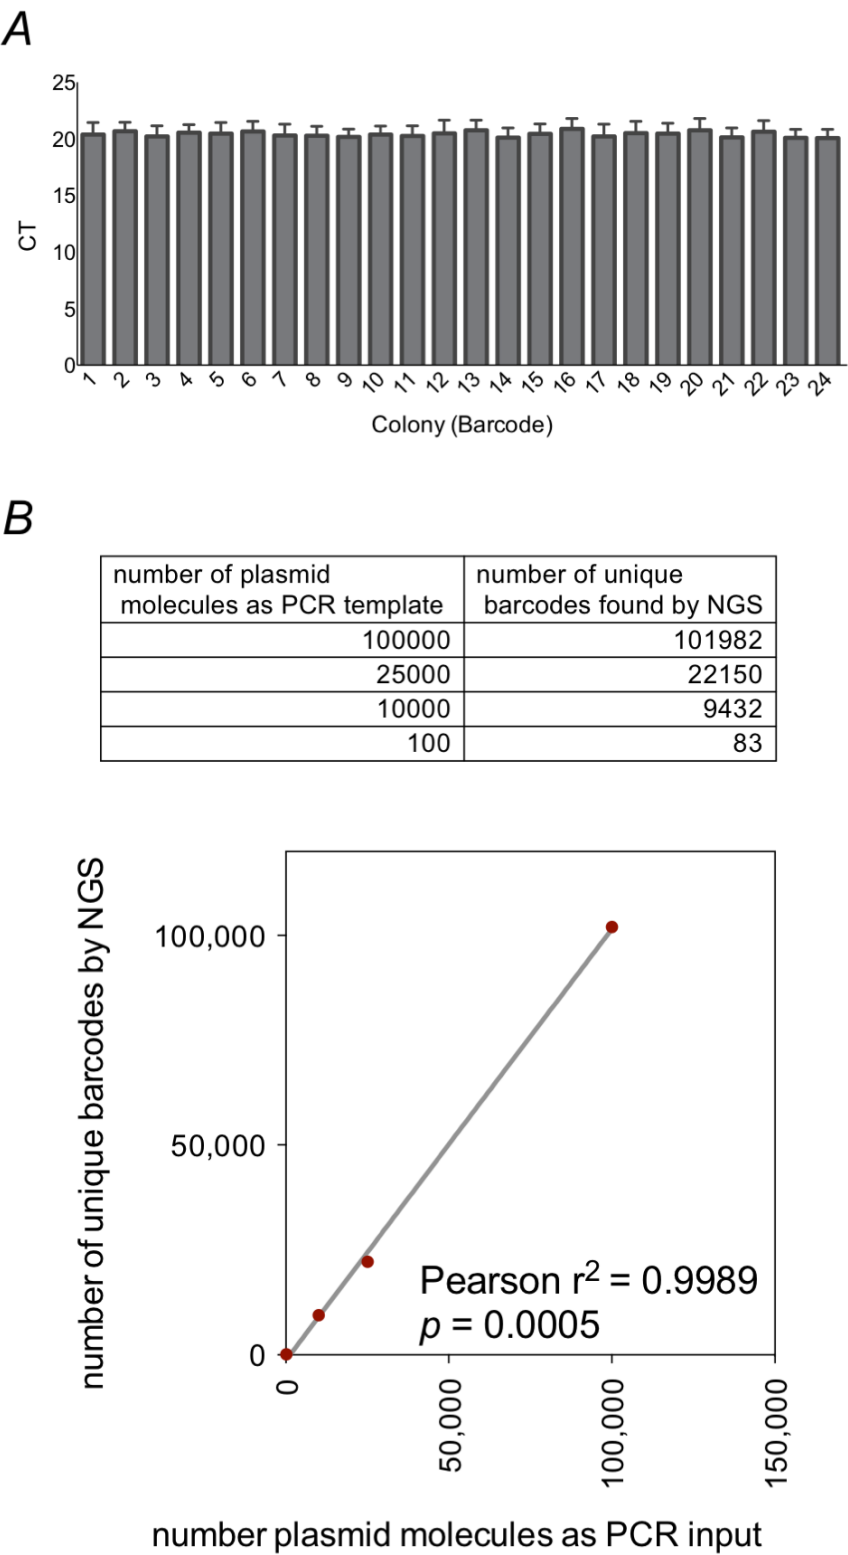 A
25
20
15
10
5
0
CT
1 2 3 4 5 6 7 8 9 10 11 12 13 14 15 16 17 18 19 20 21 22 23 24
Colony (Barcode)
B
number of plasmid
molecules as PCR template
number of unique
barcodes found by NGS
100000 101982
25000 22150
10000 9432
100 83
number of unique barcodes by NGS
100,000
50,000
0
Pearson r² = 0.9989
p = 0.0005
0 50,000 100,000 150,000
number plasmid molecules as PCR input